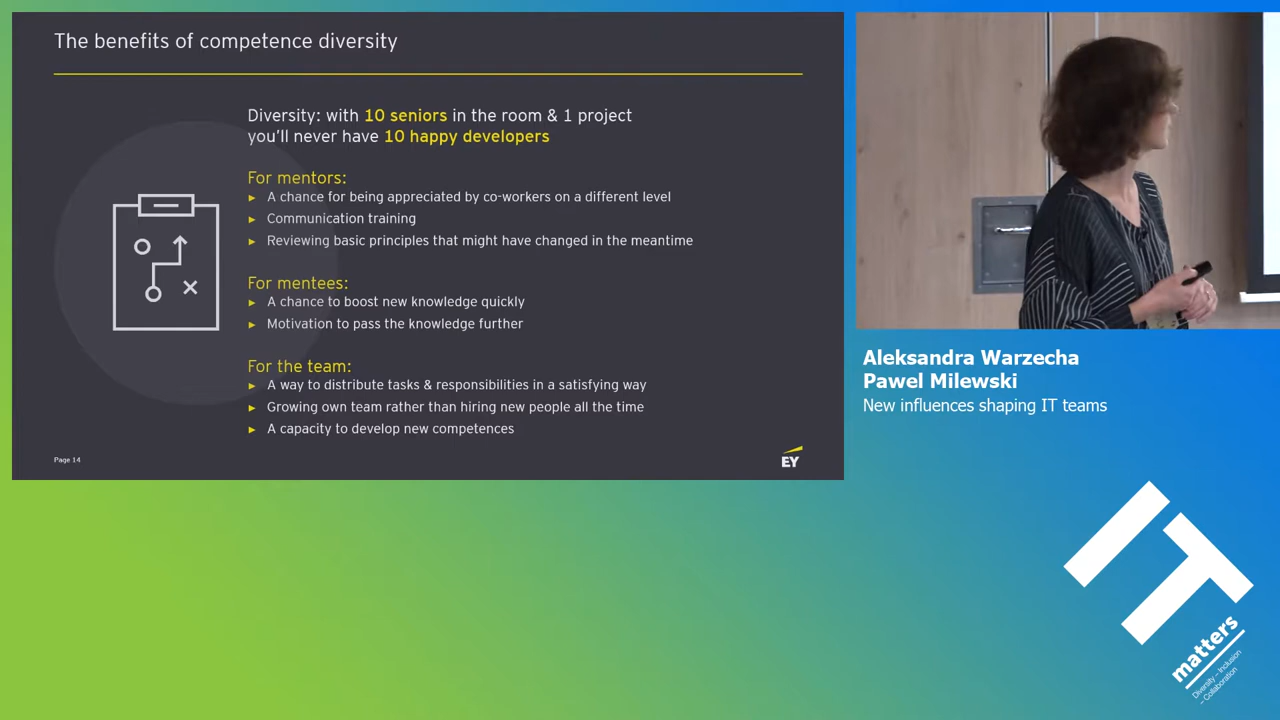 The benefits of competence diversity
Diversity: with 10 seniors in the room & 1 project
you'll never have 10 happy developers
For mentors:
► A chance for being appreciated by co-workers on a different level
► Communication training
► Reviewing basic principles that might have changed in the meantime
For mentees:
► A chance to boost new knowledge quickly
► Motivation to pass the knowledge further
For the team:
► A way to distribute tasks & responsibilities in a satisfying way
► Growing own team rather than hiring new people all the time
► A capacity to develop new competences
Page 14
EY
Aleksandra Warzecha
Pawel Milewski
New influences shaping IT teams
IT
matters
Diversity – Inclusion
– Collaboration